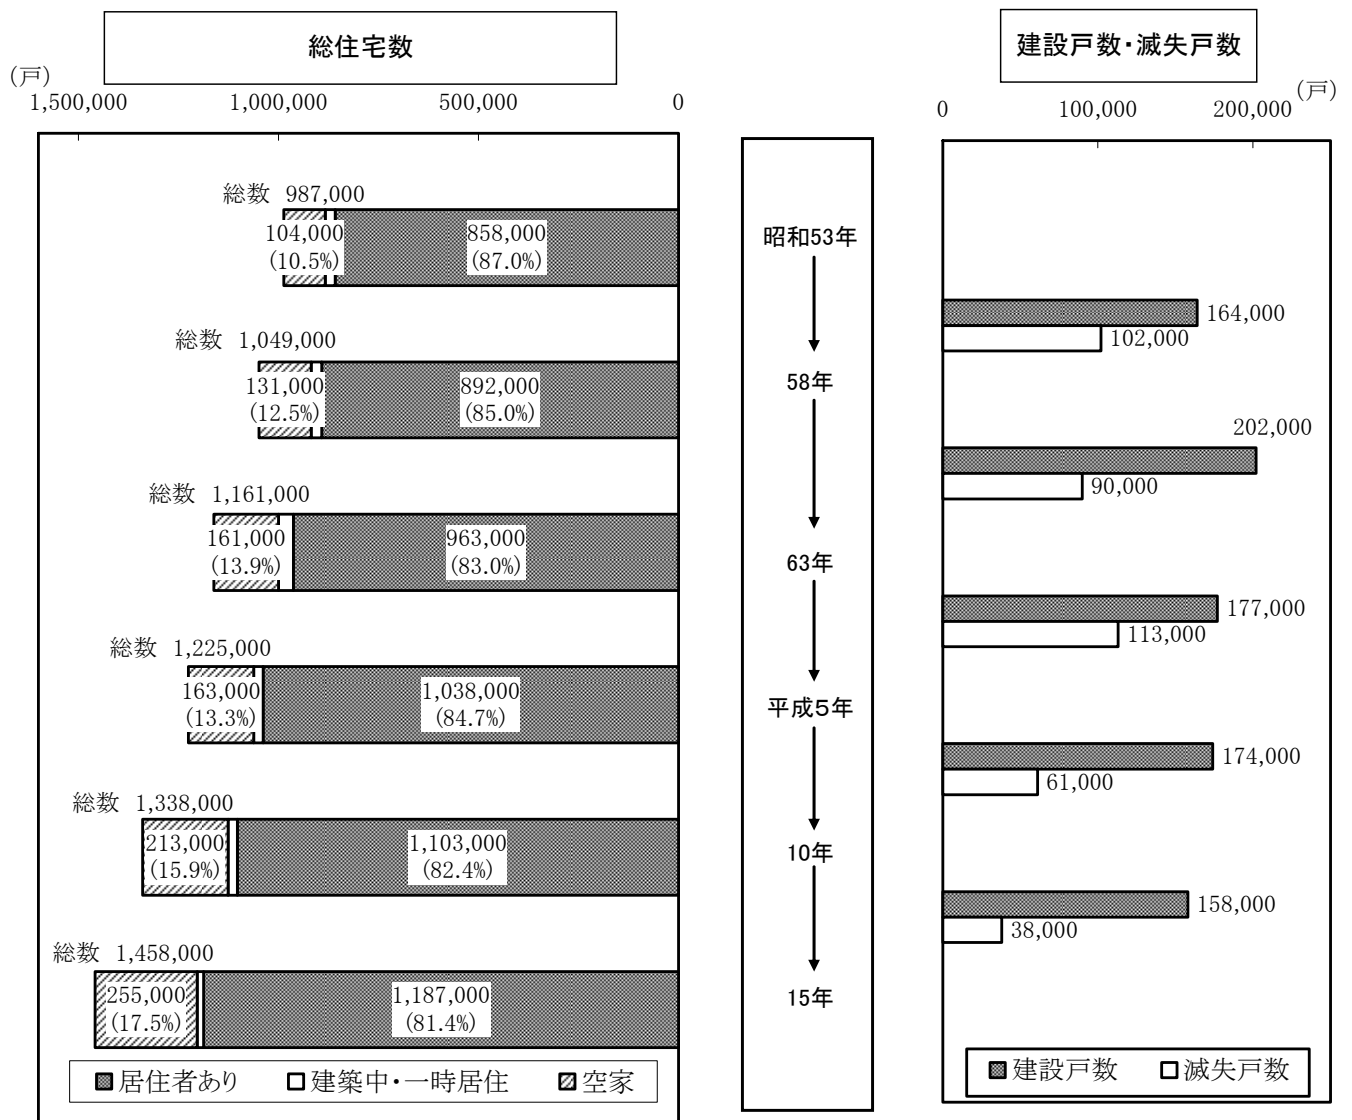 総住宅数
(戸)
1,500,000 1,000,000 500,000 0
総数 987,000
104,000
(10.5%)
858,000
(87.0%)
総数 1,049,000
131,000
(12.5%)
892,000
(85.0%)
総数 1,161,000
161,000
(13.9%)
963,000
(83.0%)
総数 1,225,000
163,000
(13.3%)
1,038,000
(84.7%)
総数 1,338,000
213,000
(15.9%)
1,103,000
(82.4%)
総数 1,458,000
255,000
(17.5%)
1,187,000
(81.4%)
居住者あり 建築中・一時居住 空家
昭和53年
58年
63年
平成5年
10年
15年
建設戸数・滅失戸数
(戸)
0 100,000 200,000
164,000
102,000
202,000
90,000
177,000
113,000
174,000
61,000
158,000
38,000
建設戸数 滅失戸数